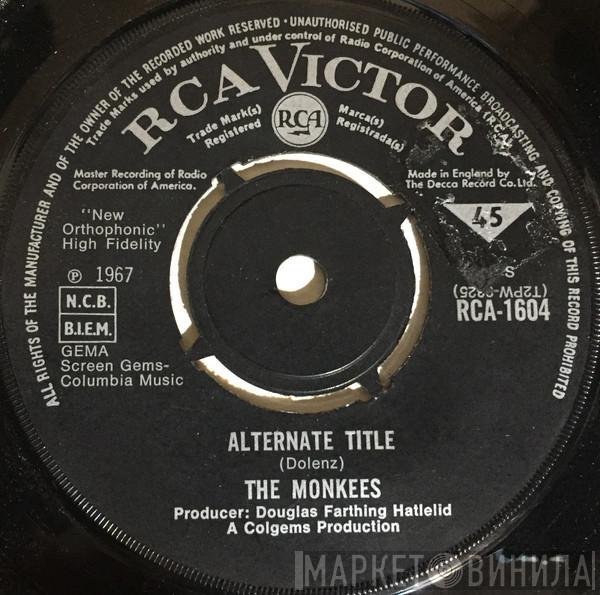 ALL RIGHTS OF THE MANUFACTURER AND OF THE OWNER OF THE RECORDED WORK RESERVED · UNAUTHORISED PUBLIC PERFORMANCE BROADCASTING AND COPYING OF THIS RECORD PROHIBITED
Trade Marks used by authority and under control of Radio Corporation of America
RCA VICTOR
Trade Mark(s) Registered
RCA
Marca(s) Registrada(s)
Master Recording of Radio
Corporation of America.
Made in England by
The Decca Record Co. Ltd.
"New
Orthophonic"
High Fidelity
45
S
℗ 1967
RCA-1604
N.C.B.
B.I.E.M.
GEMA
Screen Gems-
Columbia Music
ALTERNATE TITLE
(Dolenz)
THE MONKEES
Producer: Douglas Farthing Hatlelid
A Colgems Production
МАРКЕТ ВИНИЛА